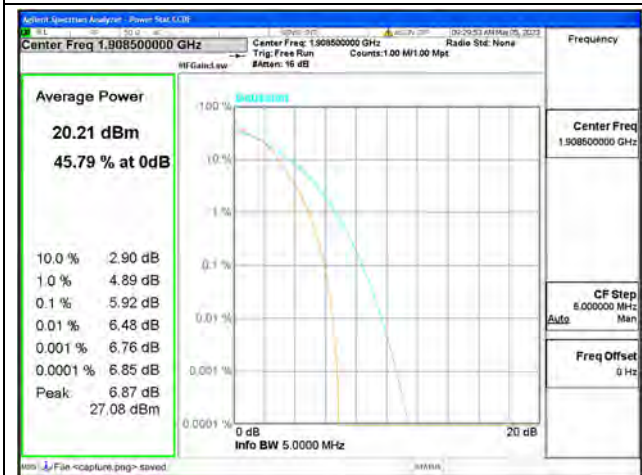 Agilent Spectrum Analyzer - Power Stat CCDF
Center Freq 1.908500000 GHz
Center Freq: 1.908500000 GHz
Radio Std: None
Trig: Free Run
Counts:1.00 M/1.00 Mpt
#IFGain:Low
#Atten: 16 dB
Frequency
Average Power
20.21 dBm
45.79 % at 0dB
10.0 % 2.90 dB
1.0 % 4.89 dB
0.1 % 5.92 dB
0.01 % 6.48 dB
0.001 % 6.76 dB
0.0001 % 6.85 dB
Peak 6.87 dB
27.08 dBm
Gaussian
100 %
10 %
1 %
0.1 %
0.01 %
0.001 %
0.0001 %
0 dB
20 dB
Info BW 5.0000 MHz
Center Freq
1.908500000 GHz
CF Step
6.000000 MHz
Auto Man
Freq Offset
0 Hz
MSG File <capture.png> saved
STATUS